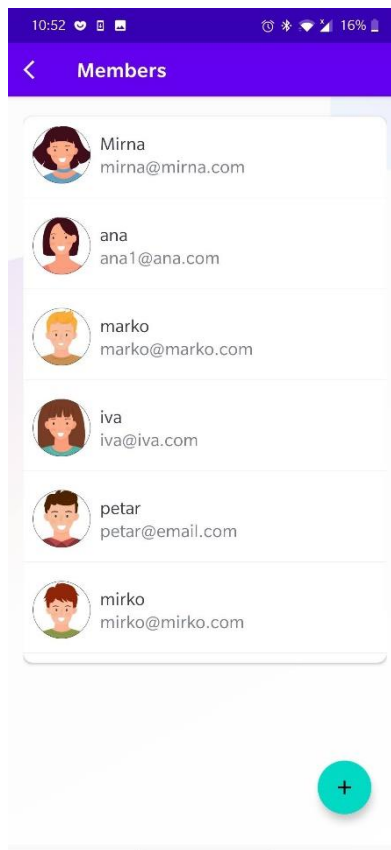 10:52 16%
Members
Mirna
mirna@mirna.com
ana
ana1@ana.com
marko
marko@marko.com
iva
iva@iva.com
petar
petar@email.com
mirko
mirko@mirko.com
+